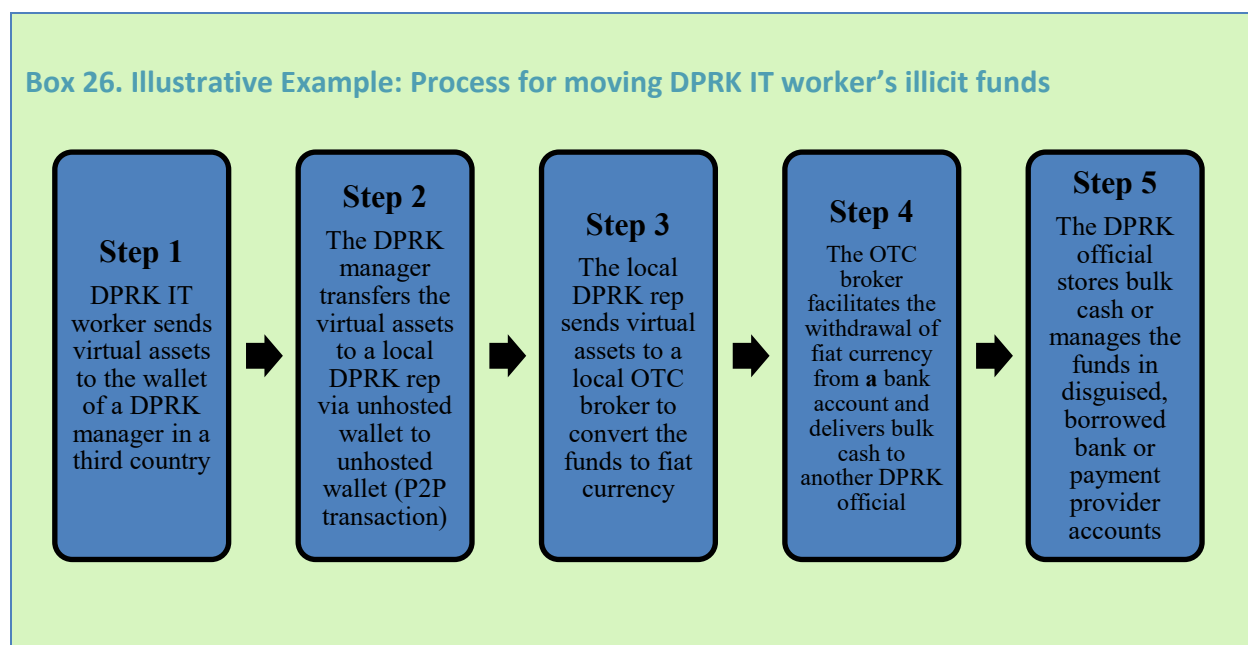 Box 26. Illustrative Example: Process for moving DPRK IT worker's illicit funds
Step 1
DPRK IT
worker sends
virtual assets
to the wallet
of a DPRK
manager in a
third country
Step 2
The DPRK
manager
transfers the
virtual assets
to a local
DPRK rep
via unhosted
wallet to
unhosted
wallet (P2P
transaction)
Step 3
The local
DPRK rep
sends virtual
assets to a
local OTC
broker to
convert the
funds to fiat
currency
Step 4
The OTC
broker
facilitates the
withdrawal of
fiat currency
from a bank
account and
delivers bulk
cash to
another DPRK
official
Step 5
The DPRK
official
stores bulk
cash or
manages the
funds in
disguised,
borrowed
bank or
payment
provider
accounts